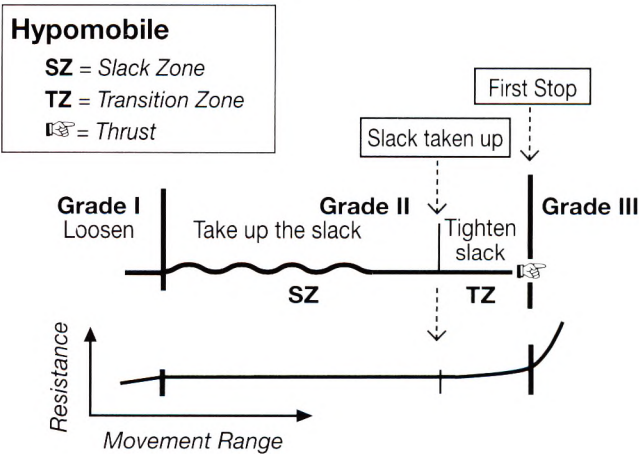 Hypomobile
SZ = Slack Zone
TZ = Transition Zone
= Thrust
First Stop
Slack taken up
Grade I
Loosen
Take up the slack
Grade II
Tighten
slack
Grade III
SZ
TZ
Resistance
Movement Range